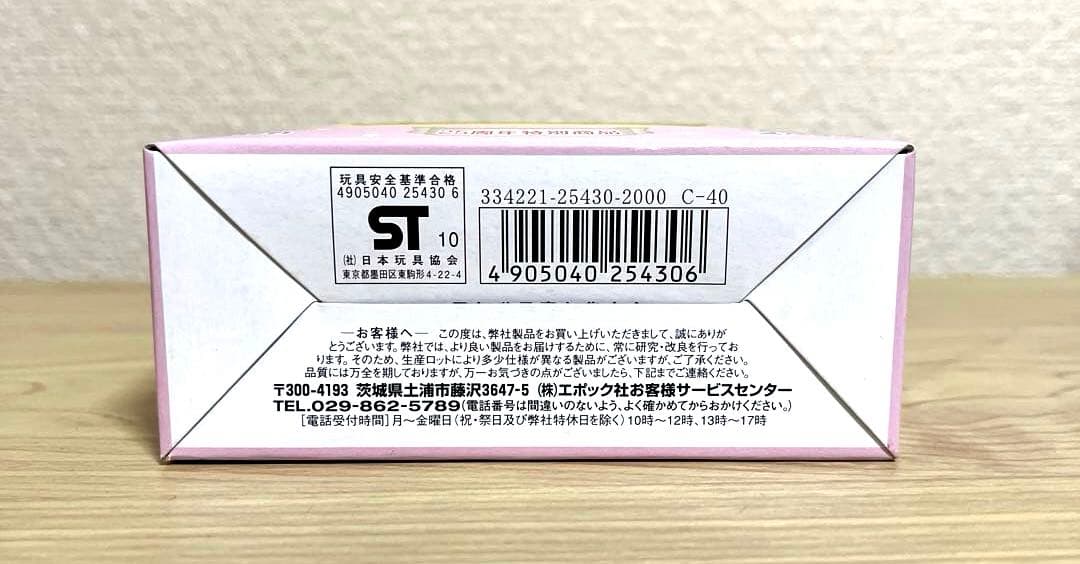 周年特別商品
玩具安全基準合格
4905040 25430 6
ST 10
(社)日本玩具協会
東京都墨田区東駒形4-22-4
334221-25430-2000 C-40
4 905040 254306
―お客様へ― この度は、弊社製品をお買い上げいただきまして、誠にありが
とうございます。弊社では、より良い製品をお届けするために、常に研究・改良を行ってお
ります。そのため、生産ロットにより多少仕様が異なる製品がございますが、ご了承ください。
品質には万全を期しておりますが、万一お気づきの点がございましたら、下記までご連絡ください。
〒300-4193 茨城県土浦市藤沢3647-5 (株)エポック社お客様サービスセンター
TEL.029-862-5789(電話番号は間違いのないよう、よく確かめてからおかけください。)
[電話受付時間]月〜金曜日(祝・祭日及び弊社特休日を除く)10時〜12時、13時〜17時